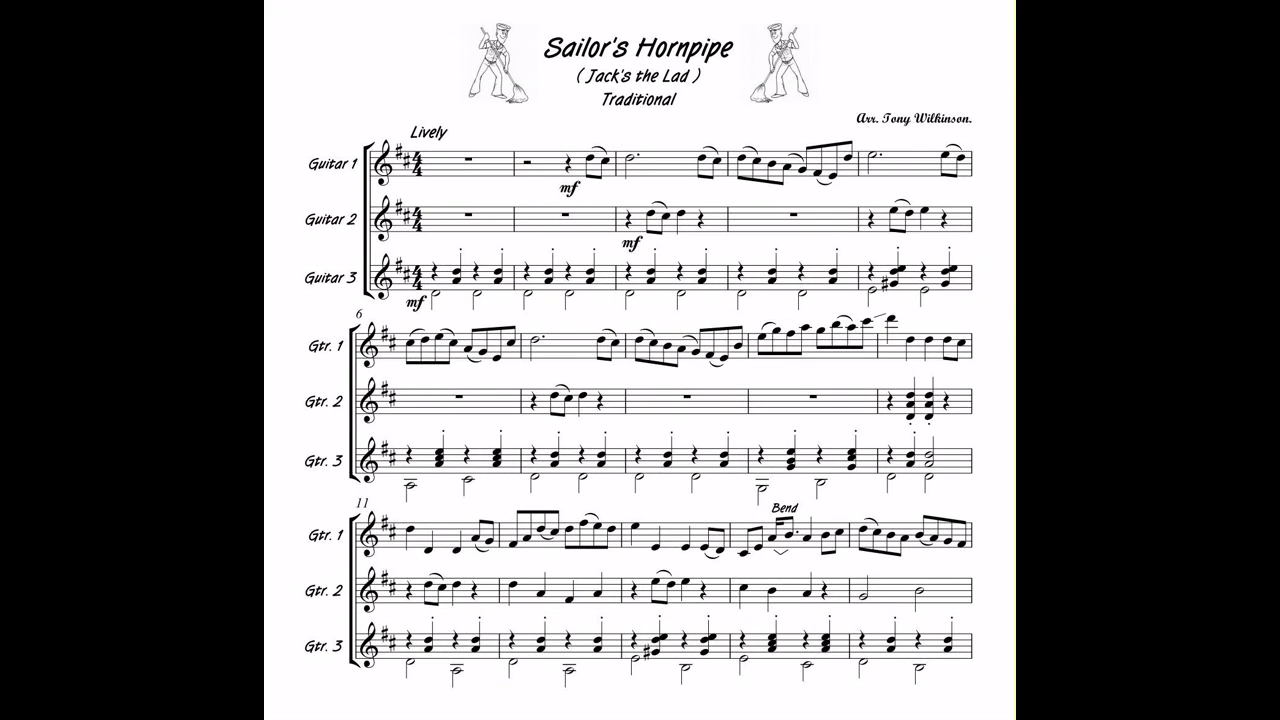 Sailor's Hornpipe
( Jack's the Lad )
Traditional
Arr. Tony Wilkinson.
Lively
Guitar 1
mf
Guitar 2
mf
Guitar 3
mf
6
Gtr. 1
Gtr. 2
Gtr. 3
11
Bend
Gtr. 1
Gtr. 2
Gtr. 3